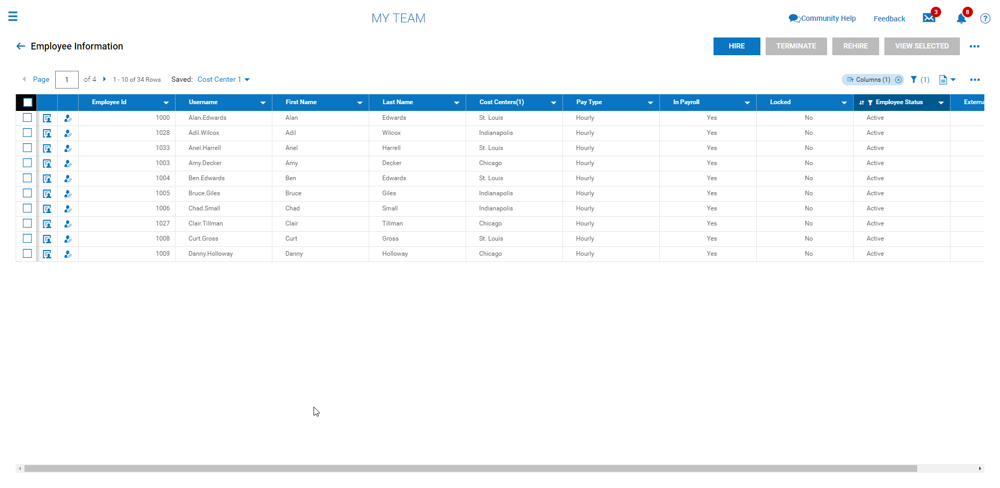 MY TEAM
Community Help Feedback 3 8 ?
Employee Information HIRE TERMINATE REHIRE VIEW SELECTED
Page 1 of 4 1 - 10 of 34 Rows Saved: Cost Center 1 Columns (1) (1)
Employee Id Username First Name Last Name Cost Centers(1) Pay Type In Payroll Locked Employee Status Externa
1000 Alan.Edwards Alan Edwards St. Louis Hourly Yes No Active
1028 Adil.Wilcox Adil Wilcox Indianapolis Hourly Yes No Active
1033 Anel.Harrell Anel Harrell St. Louis Hourly Yes No Active
1003 Amy.Decker Amy Decker Chicago Hourly Yes No Active
1004 Ben.Edwards Ben Edwards St. Louis Hourly Yes No Active
1005 Bruce.Giles Bruce Giles Indianapolis Hourly Yes No Active
1006 Chad.Small Chad Small Indianapolis Hourly Yes No Active
1027 Clair.Tillman Clair Tillman Chicago Hourly Yes No Active
1008 Curt.Gross Curt Gross St. Louis Hourly Yes No Active
1009 Danny.Holloway Danny Holloway Chicago Hourly Yes No Active